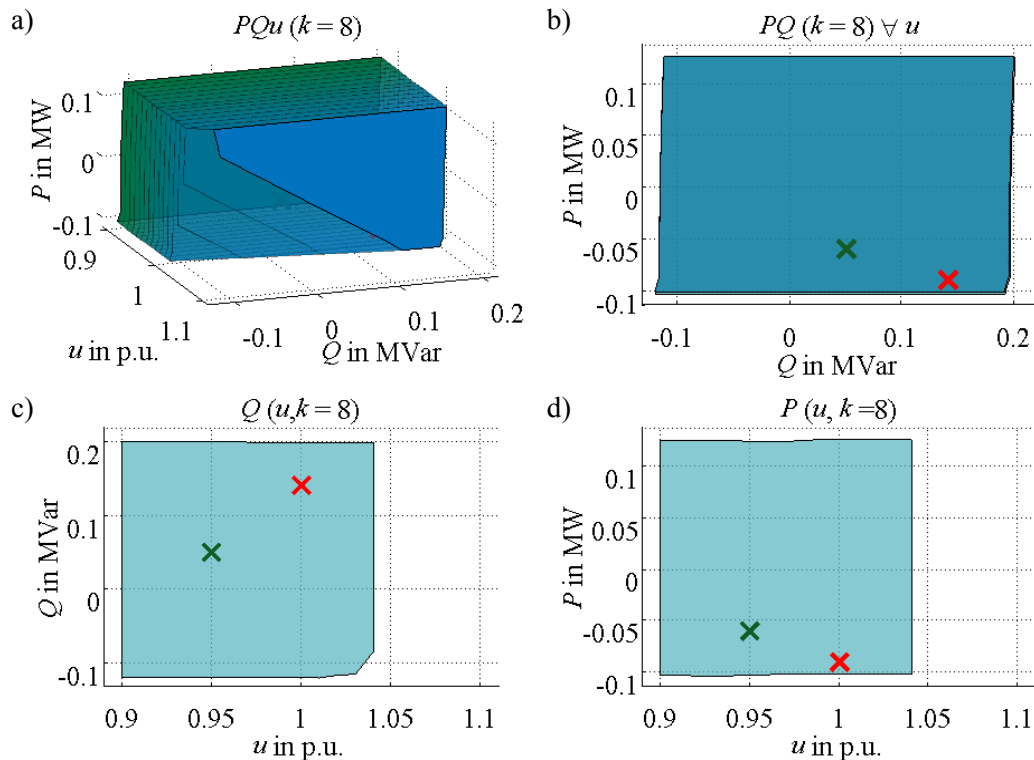 a)
PQu (k = 8)
P in MW
0.1
0
-0.1
0.9
1
1.1
u in p.u.
-0.1
0
0.1
0.2
Q in MVar
b)
PQ (k = 8) ∀ u
P in MW
0.1
0.05
0
-0.05
-0.1
-0.1
0
0.1
0.2
Q in MVar
c)
Q (u,k = 8)
Q in MVar
0.2
0.1
0
-0.1
0.9
0.95
1
1.05
1.1
u in p.u.
d)
P (u, k =8)
P in MW
0.1
0.05
0
-0.05
-0.1
0.9
0.95
1
1.05
1.1
u in p.u.